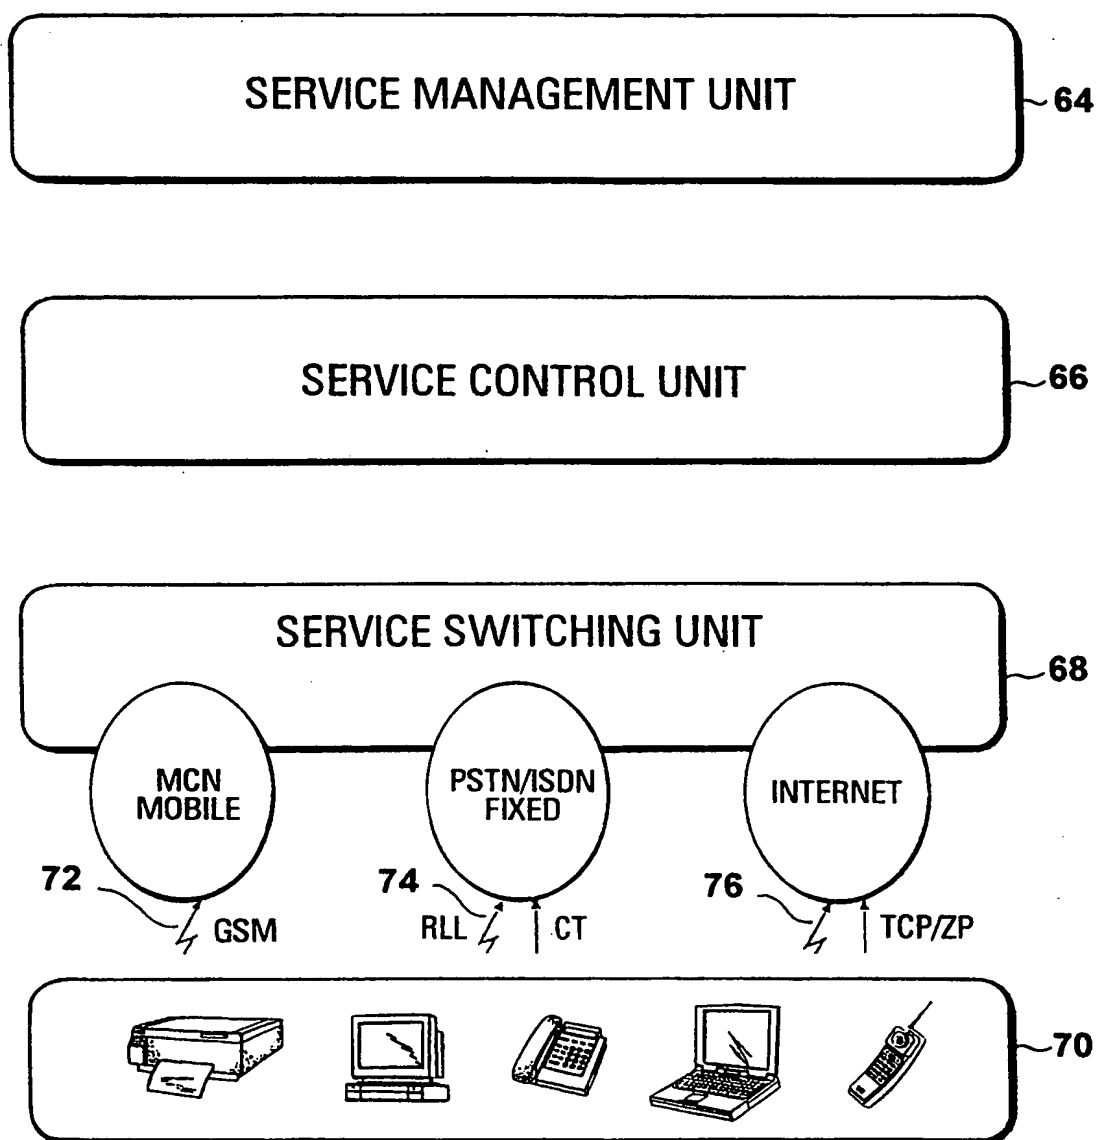 SERVICE MANAGEMENT UNIT
64
SERVICE CONTROL UNIT
66
SERVICE SWITCHING UNIT
68
MCN
MOBILE
PSTN/ISDN
FIXED
INTERNET
72
74
76
GSM
RLL
CT
TCP/ZP
70